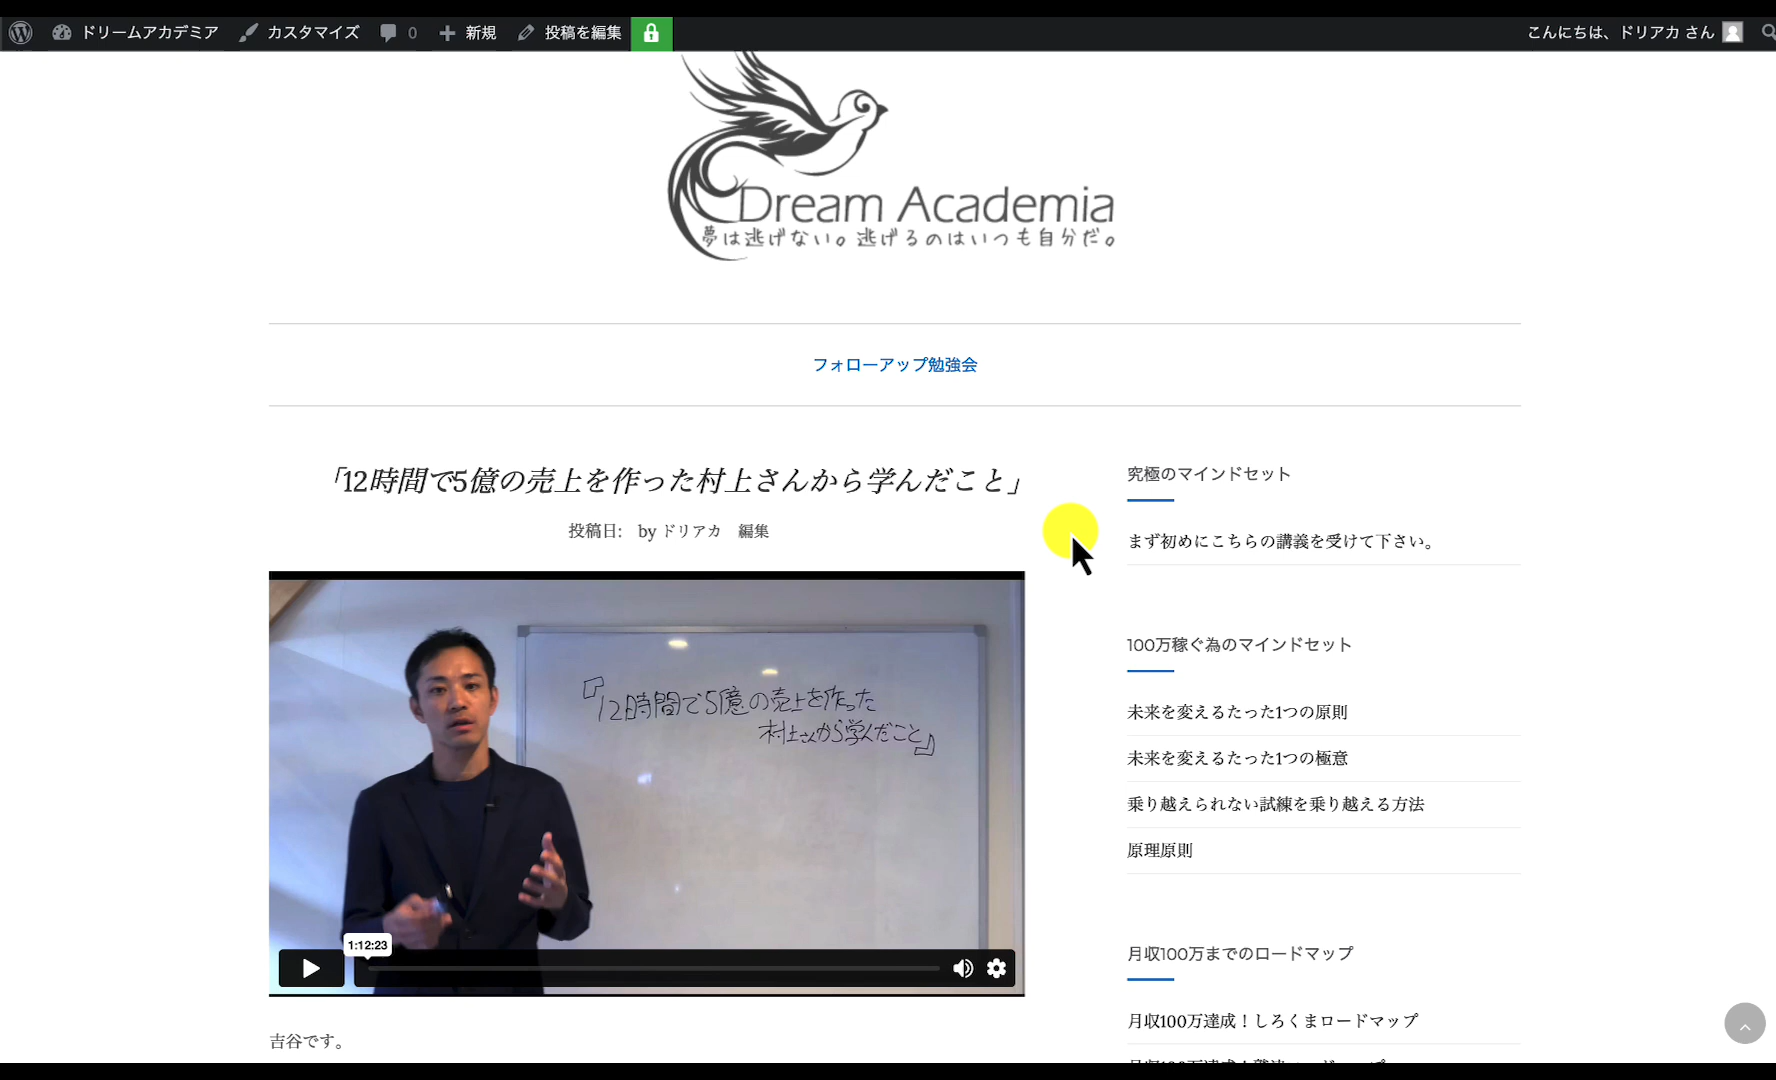 ドリームアカデミア カスタマイズ 0 新規 投稿を編集 こんにちは、ドリアカ さん
Dream Academia
夢は逃げない。逃げるのはいつも自分だ。
フォローアップ勉強会
「12時間で5億の売上を作った村上さんから学んだこと」
投稿日: by ドリアカ 編集
『12時間で5億の売上を作った
村上さんから学んだこと』
1:12:23
吉谷です。
究極のマインドセット
まず初めにこちらの講義を受けて下さい。
100万稼ぐ為のマインドセット
未来を変えるたった1つの原則
未来を変えるたった1つの極意
乗り越えられない試練を乗り越える方法
原理原則
月収100万までのロードマップ
月収100万達成！しろくまロードマップ